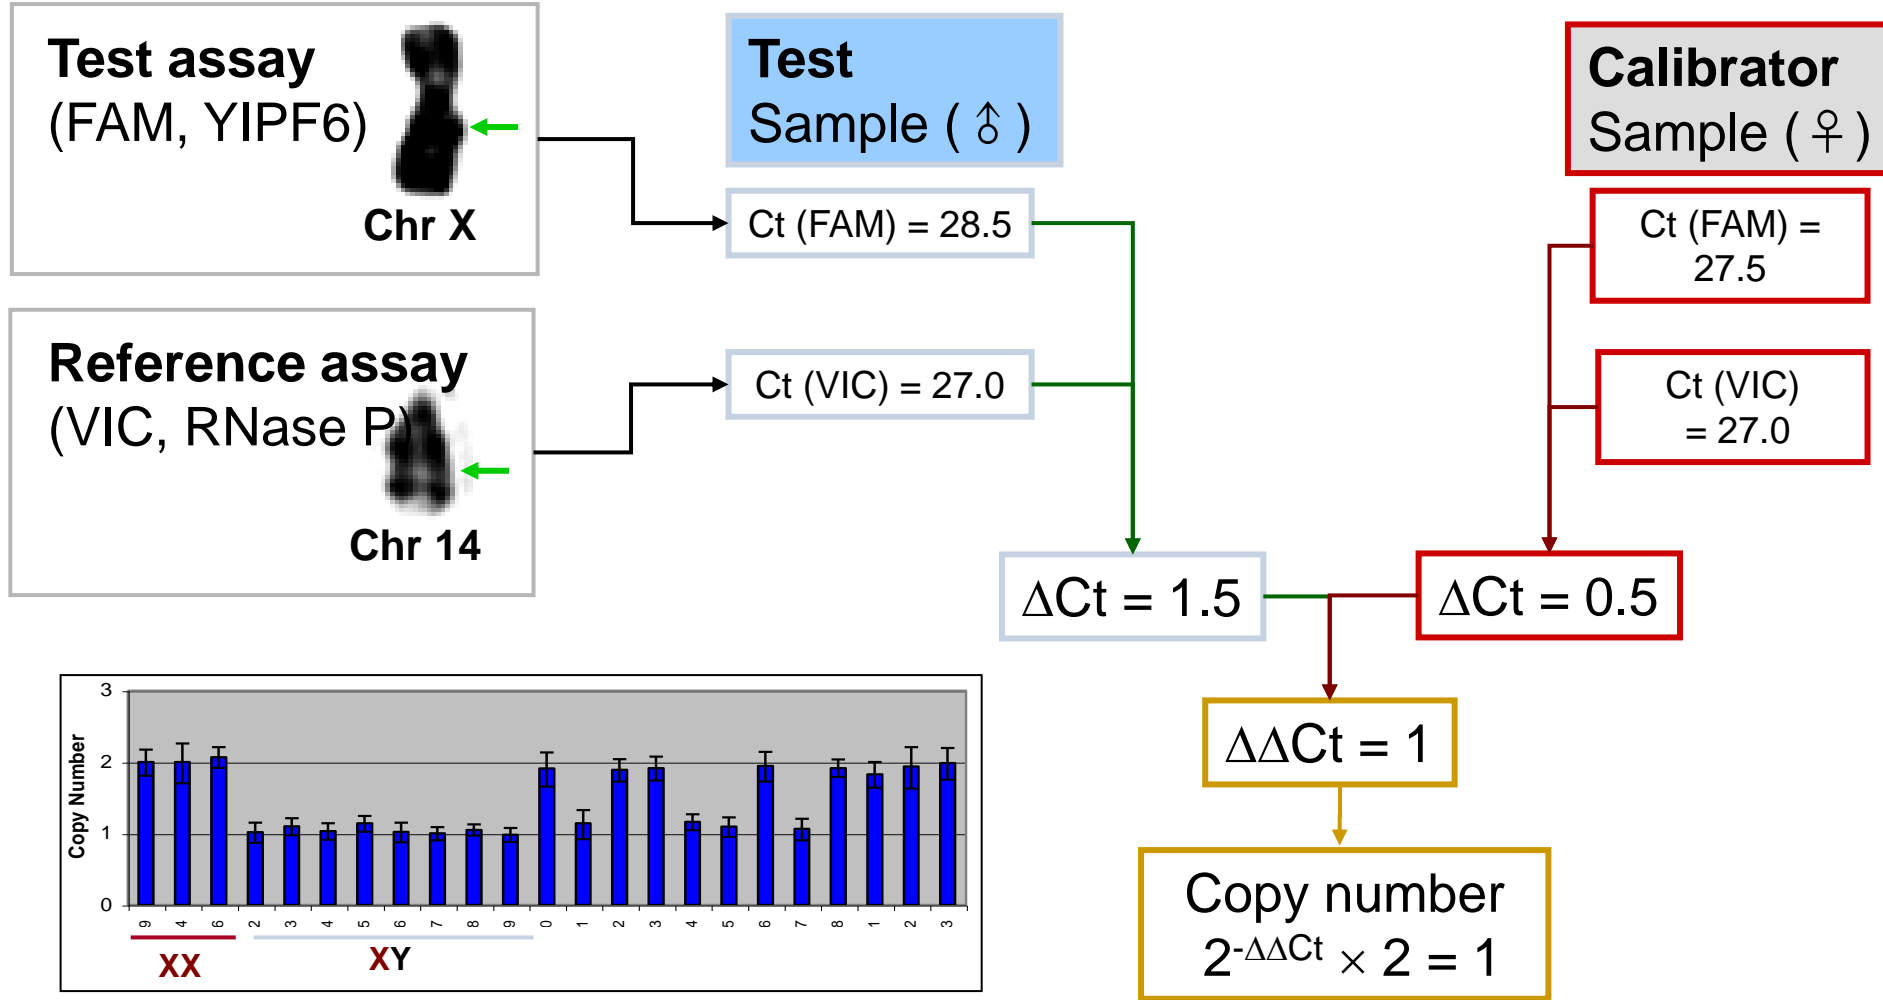 Test assay
(FAM, YIPF6)
Chr X
Reference assay
(VIC, RNase P)
Chr 14
Test
Sample (♂)
Ct (FAM) = 28.5
Ct (VIC) = 27.0
Calibrator
Sample (♀)
Ct (FAM) =
27.5
Ct (VIC)
= 27.0
ΔCt = 1.5
ΔCt = 0.5
ΔΔCt = 1
Copy number
2^-ΔΔCt × 2 = 1
Copy Number
3
2
1
0
9 4 6 2 3 4 5 6 7 8 9 0 1 2 3 4 5 6 7 8 1 2 3
XX
XY